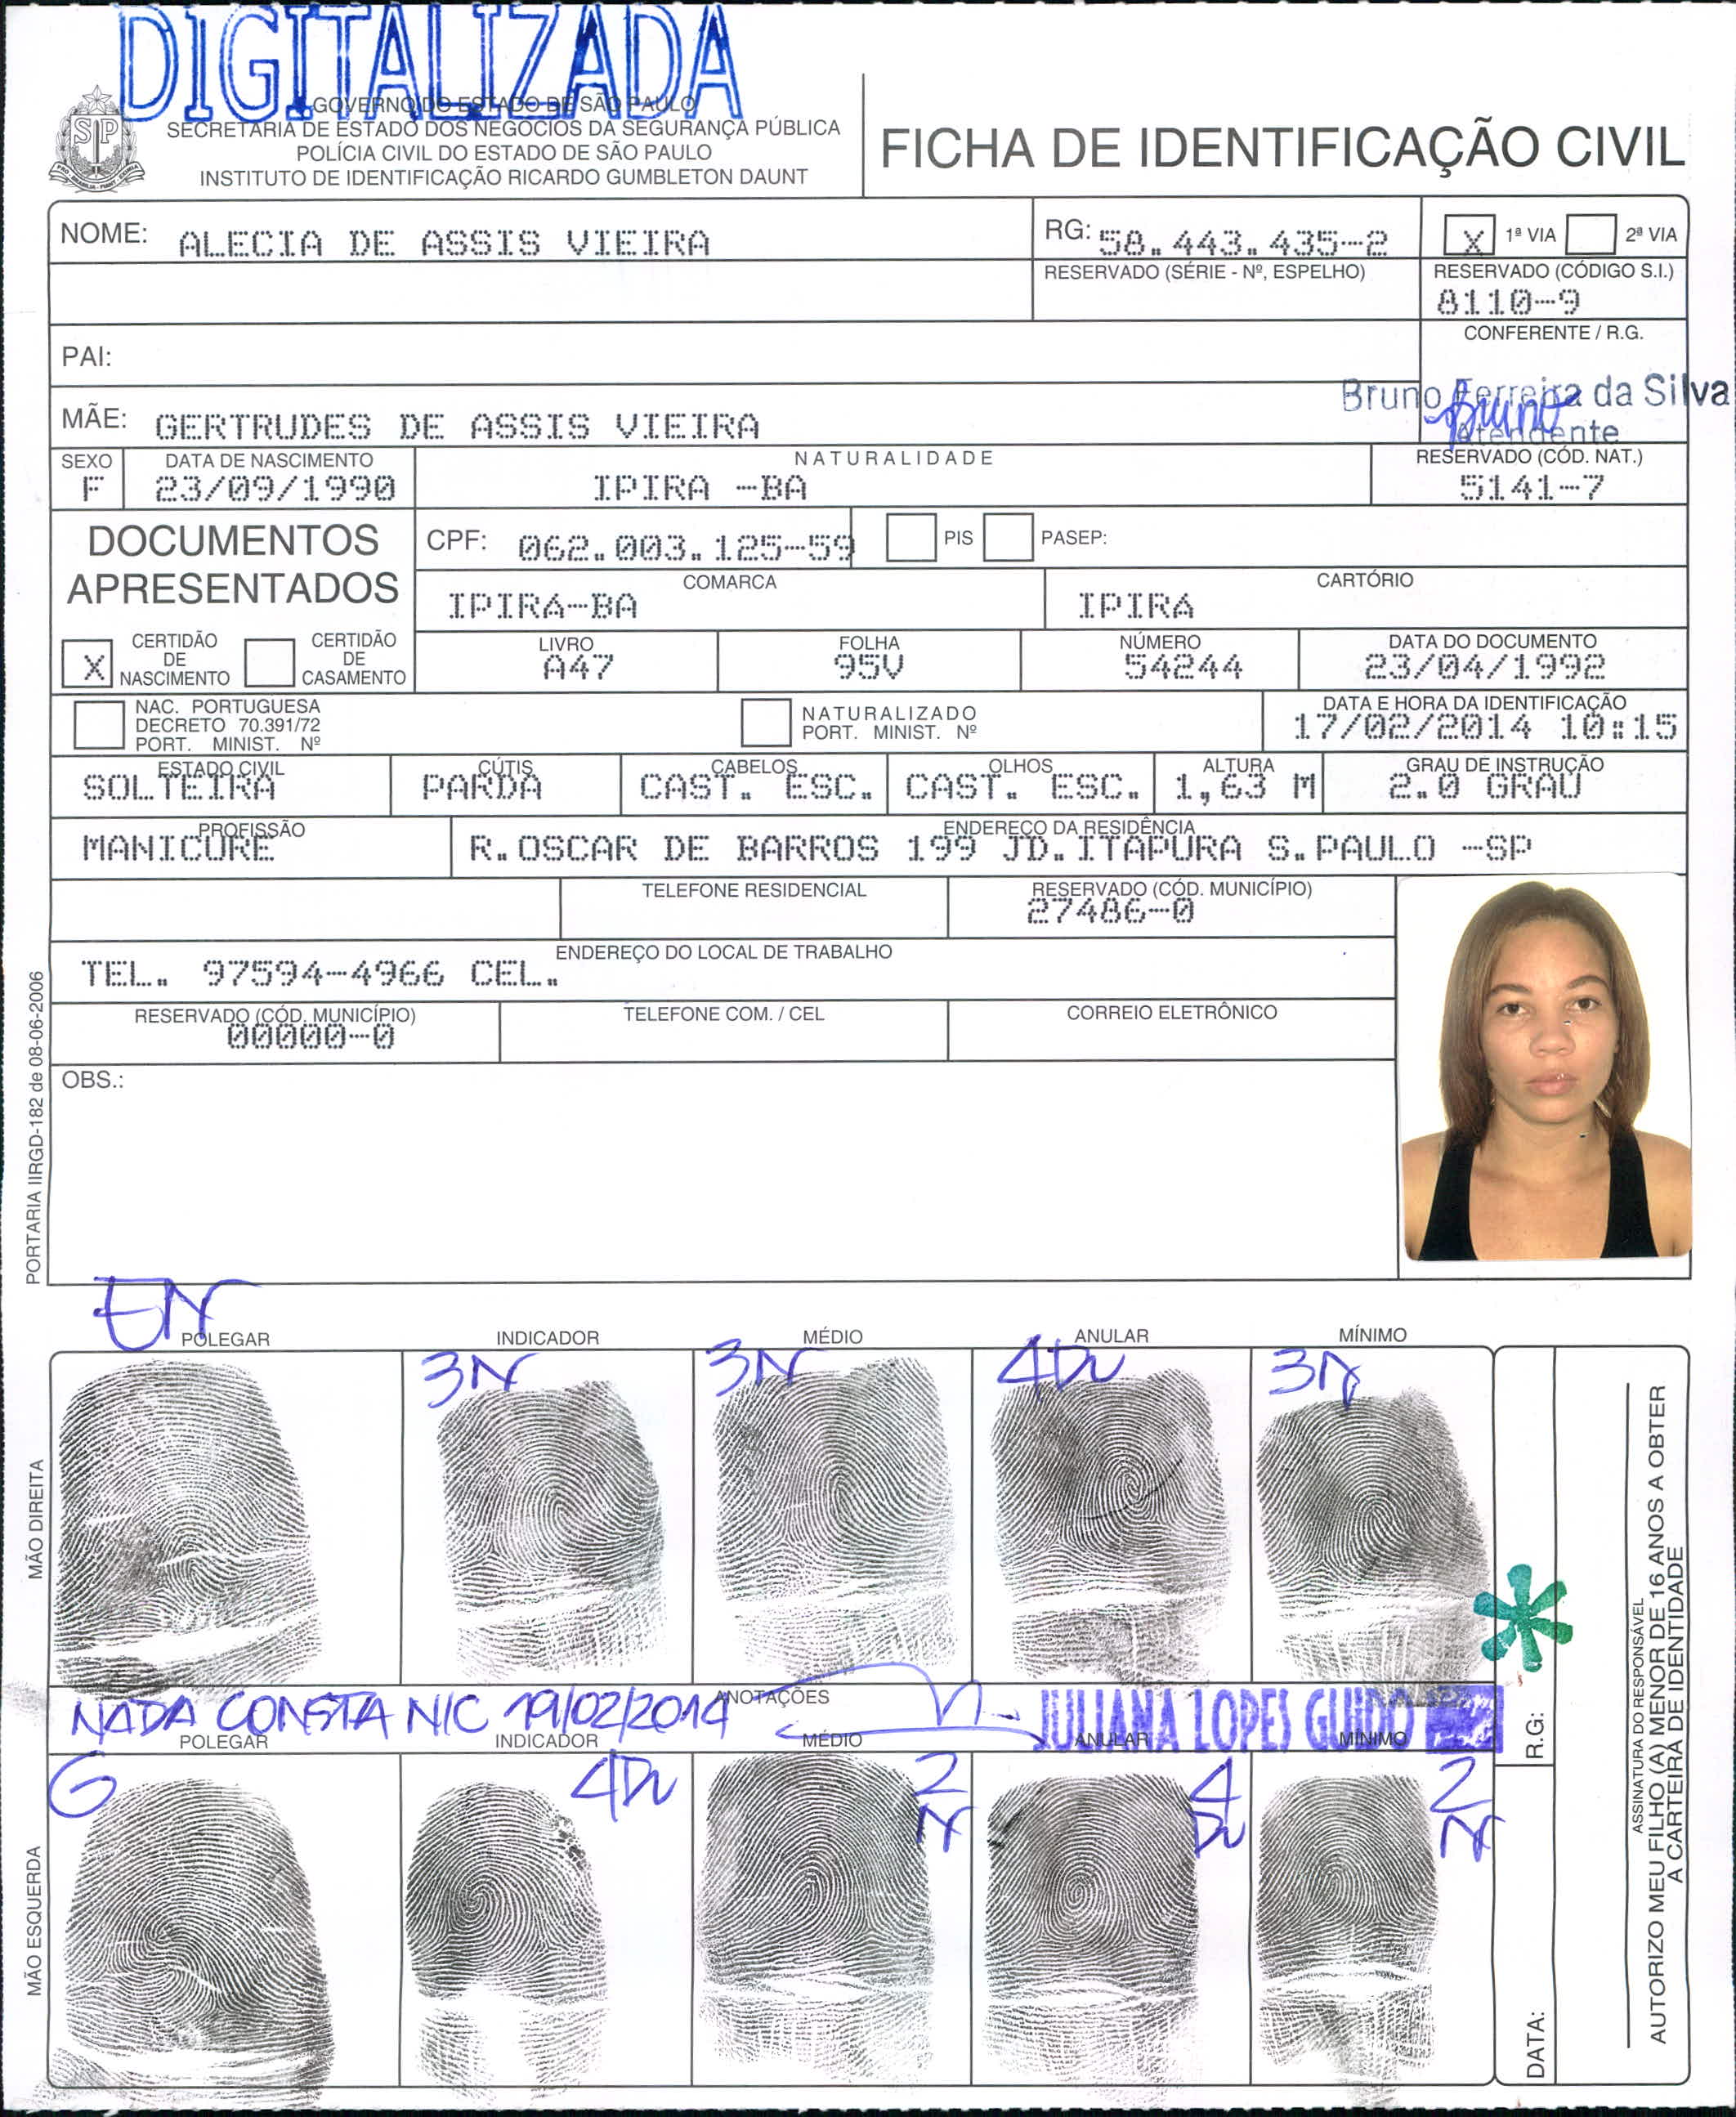 DIGITALIZADA
GOVERNO DO ESTADO DE SÃO PAULO
SECRETARIA DE ESTADO DOS NEGÓCIOS DA SEGURANÇA PÚBLICA
POLÍCIA CIVIL DO ESTADO DE SÃO PAULO
INSTITUTO DE IDENTIFICAÇÃO RICARDO GUMBLETON DAUNT
FICHA DE IDENTIFICAÇÃO CIVIL
NOME: ALECIA DE ASSIS VIEIRA
RG: 58.443.435-2
X 1ª VIA 2ª VIA
RESERVADO (SÉRIE - Nº, ESPELHO)
RESERVADO (CÓDIGO S.I.)
8110-9
PAI:
CONFERENTE / R.G.
Bruno Ferreira da Silva
Bruno
Atendente
MÃE: GERTRUDES DE ASSIS VIEIRA
SEXO
F
DATA DE NASCIMENTO
23/09/1990
NATURALIDADE
IPIRA -BA
RESERVADO (CÓD. NAT.)
5141-7
DOCUMENTOS
APRESENTADOS
CPF: 062.003.125-59
PIS
PASEP:
COMARCA
IPIRA-BA
CARTÓRIO
IPIRA
X CERTIDÃO DE NASCIMENTO
CERTIDÃO DE CASAMENTO
LIVRO
A47
FOLHA
95V
NÚMERO
54244
DATA DO DOCUMENTO
23/04/1992
NAC. PORTUGUESA
DECRETO 70.391/72
PORT. MINIST. Nº
NATURALIZADO
PORT. MINIST. Nº
DATA E HORA DA IDENTIFICAÇÃO
17/02/2014 10:15
ESTADO CIVIL
SOLTEIRA
CÚTIS
PARDA
CABELOS
CAST. ESC.
OLHOS
CAST. ESC.
ALTURA
1,63 M
GRAU DE INSTRUÇÃO
2.0 GRAU
PROFISSÃO
MANICURE
ENDEREÇO DA RESIDÊNCIA
R.OSCAR DE BARROS 199 JD.ITAPURA S.PAULO -SP
TELEFONE RESIDENCIAL
RESERVADO (CÓD. MUNICÍPIO)
27486-0
ENDEREÇO DO LOCAL DE TRABALHO
TEL. 97594-4966 CEL.
RESERVADO (CÓD. MUNICÍPIO)
00000-0
TELEFONE COM. / CEL
CORREIO ELETRÔNICO
OBS.:
PORTARIA IIRGD-182 de 08-06-2006
POLEGAR
INDICADOR
MÉDIO
ANULAR
MÍNIMO
3N
3N
4Du
3N
MÃO DIREITA
ANOTAÇÕES
NADA CONSTA N/C 19/02/2014
JULIANA LOPES GUIDO
POLEGAR
INDICADOR
MÉDIO
ANULAR
MÍNIMO
4Du
2
N
4
Du
2
N
MÃO ESQUERDA
R.G:
DATA:
ASSINATURA DO RESPONSÁVEL
AUTORIZO MEU FILHO (A) MENOR DE 16 ANOS A OBTER
A CARTEIRA DE IDENTIDADE